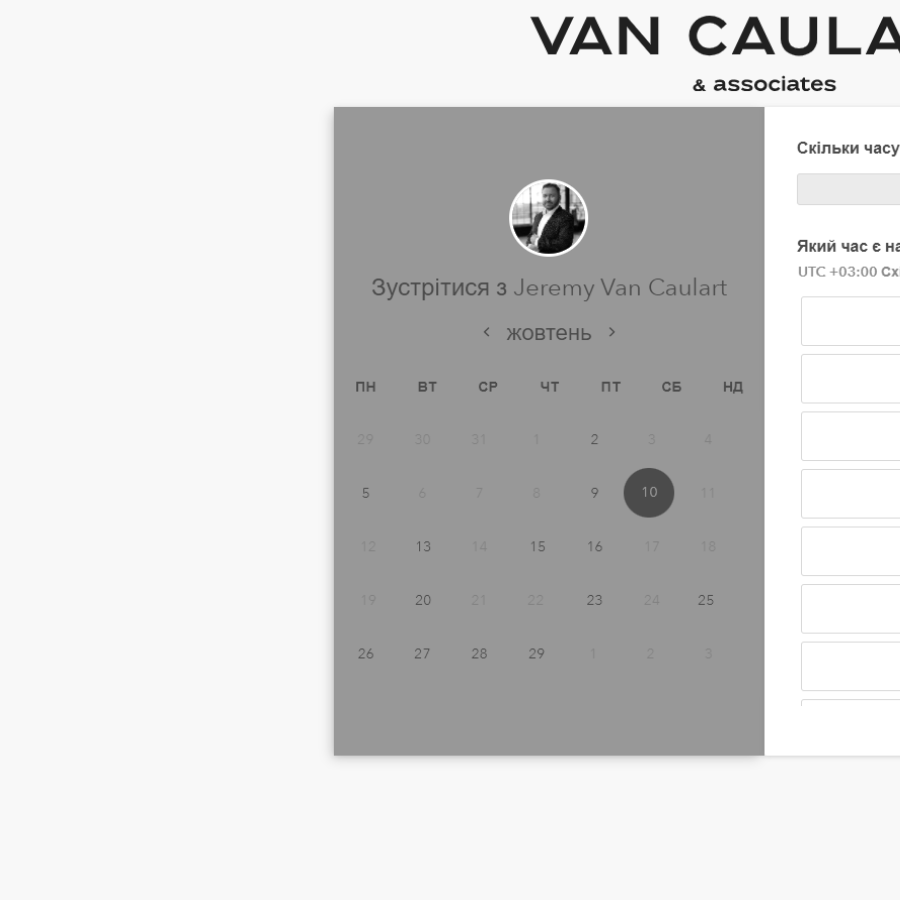 VAN CAULA
& associates
Скільки часу
Який час є на
UTC +03:00 Схі
Зустрітися з Jeremy Van Caulart
жовтень
ПН ВТ СР ЧТ ПТ СБ НД
29 30 31 1 2 3 4
5 6 7 8 9 10 11
12 13 14 15 16 17 18
19 20 21 22 23 24 25
26 27 28 29 1 2 3